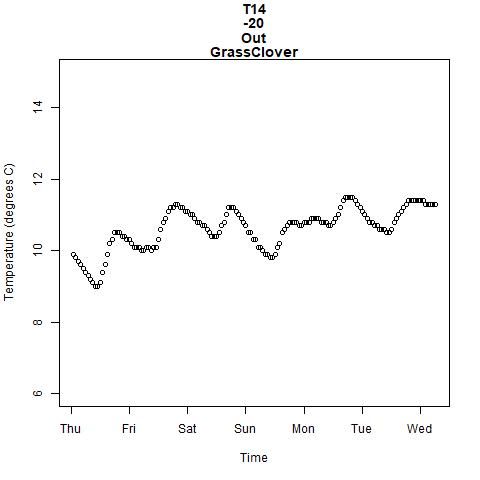 T14
-20
Out
GrassClover
Temperature (degrees C)
14
12
10
8
6
Thu Fri Sat Sun Mon Tue Wed
Time